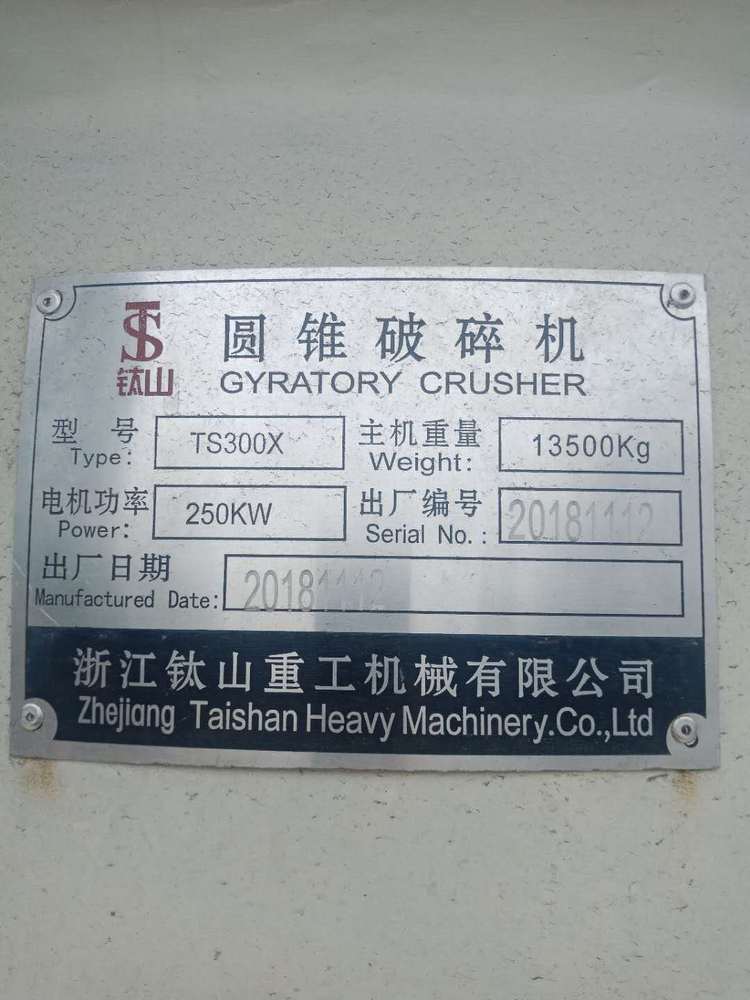 TS
钛山
圆锥破碎机
GYRATORY CRUSHER
型号 TS300X 主机重量 13500Kg
Type: Weight:
电机功率 250KW 出厂编号 20181112
Power: Serial No.:
出厂日期 20181112
Manufactured Date:
浙江钛山重工机械有限公司
Zhejiang Taishan Heavy Machinery.Co.,Ltd